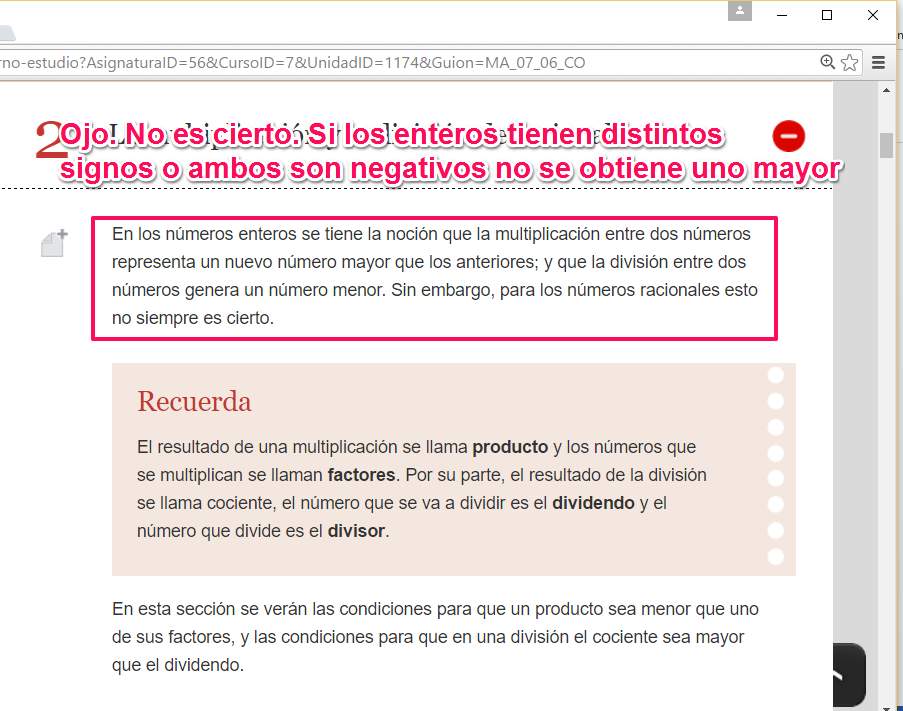 rno-estudio?AsignaturaID=56&CursoID=7&UnidadID=1174&Guion=MA_07_06_CO
2
Ojo. No es cierto. Si los enteros tienen distintos
signos o ambos son negativos no se obtiene uno mayor
En los números enteros se tiene la noción que la multiplicación entre dos números
representa un nuevo número mayor que los anteriores; y que la división entre dos
números genera un número menor. Sin embargo, para los números racionales esto
no siempre es cierto.
Recuerda
El resultado de una multiplicación se llama producto y los números que
se multiplican se llaman factores. Por su parte, el resultado de la división
se llama cociente, el número que se va a dividir es el dividendo y el
número que divide es el divisor.
En esta sección se verán las condiciones para que un producto sea menor que uno
de sus factores, y las condiciones para que en una división el cociente sea mayor
que el dividendo.